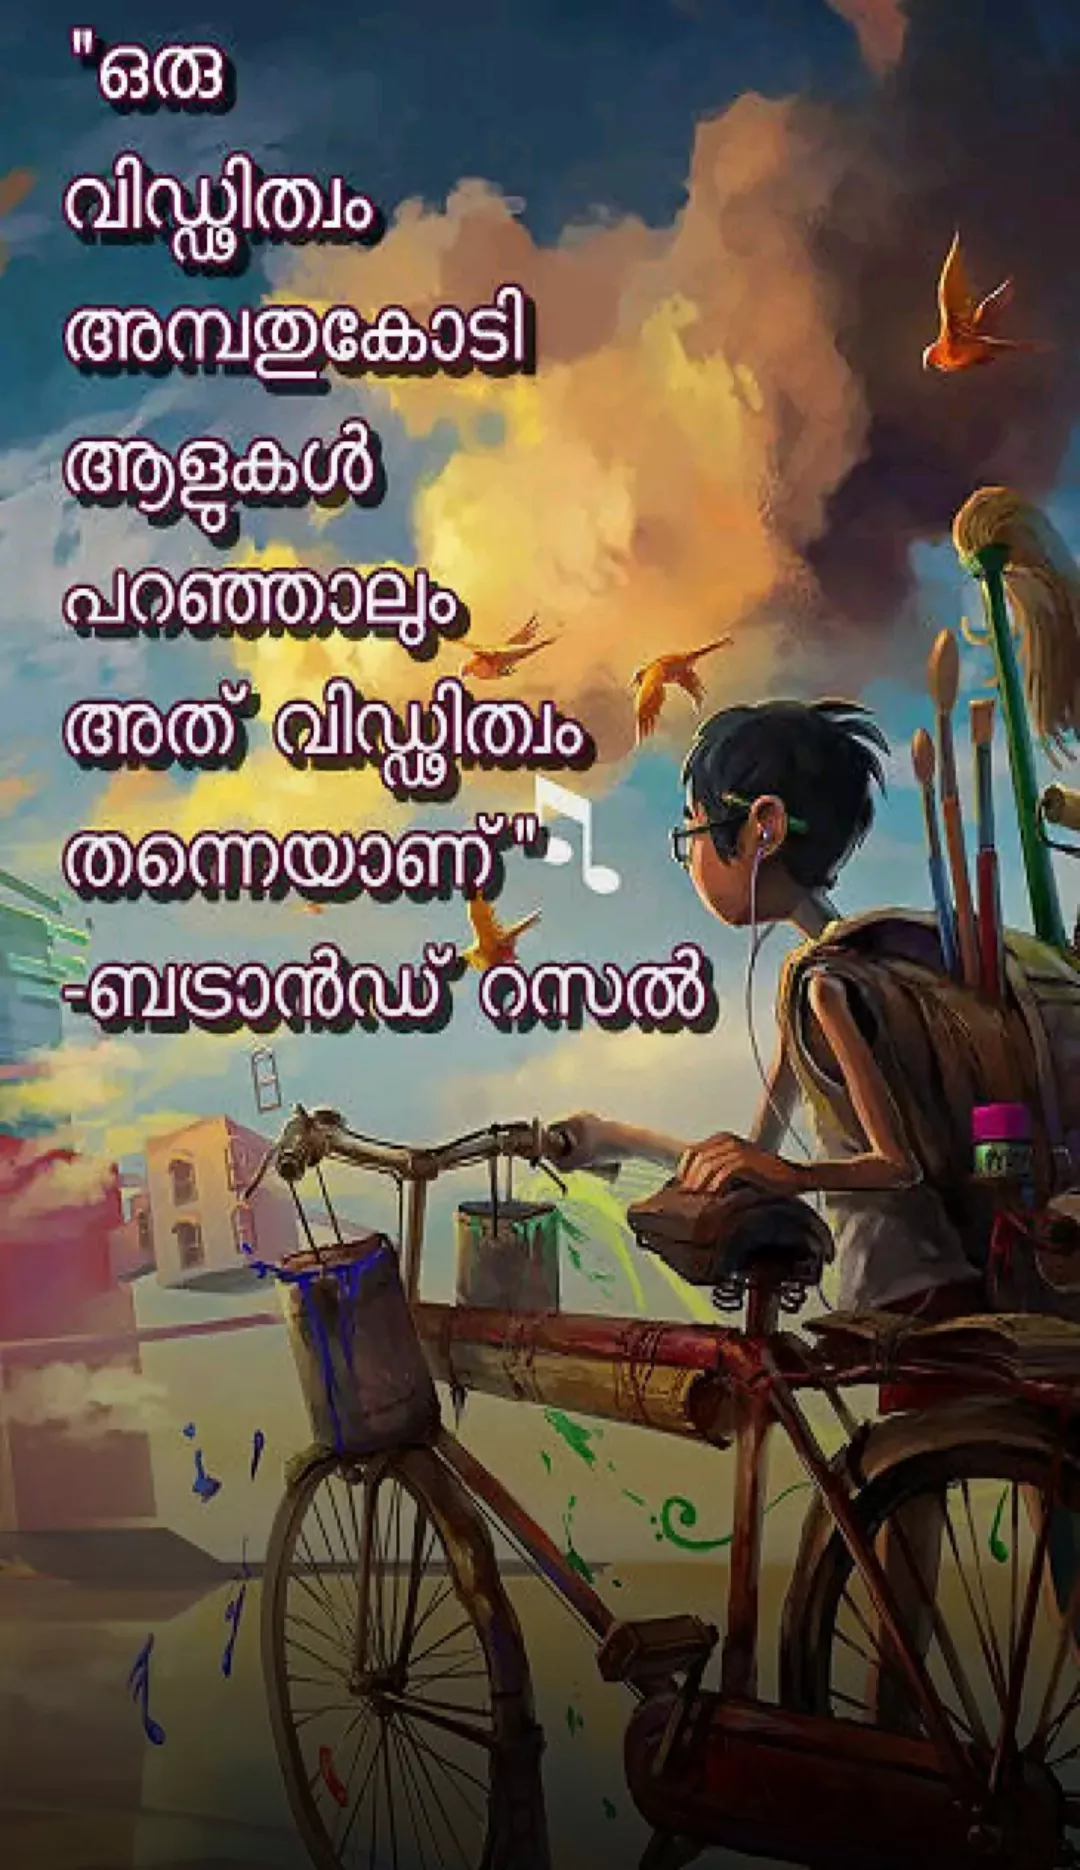 "ഒരു
വിഡ്ഢിത്വം
അമ്പതുകോടി
ആളുകൾ
പറഞ്ഞാലും
അത് വിഡ്ഢിത്വം
തന്നെയാണ്"
-ബട്രാൻഡ് റസൽ